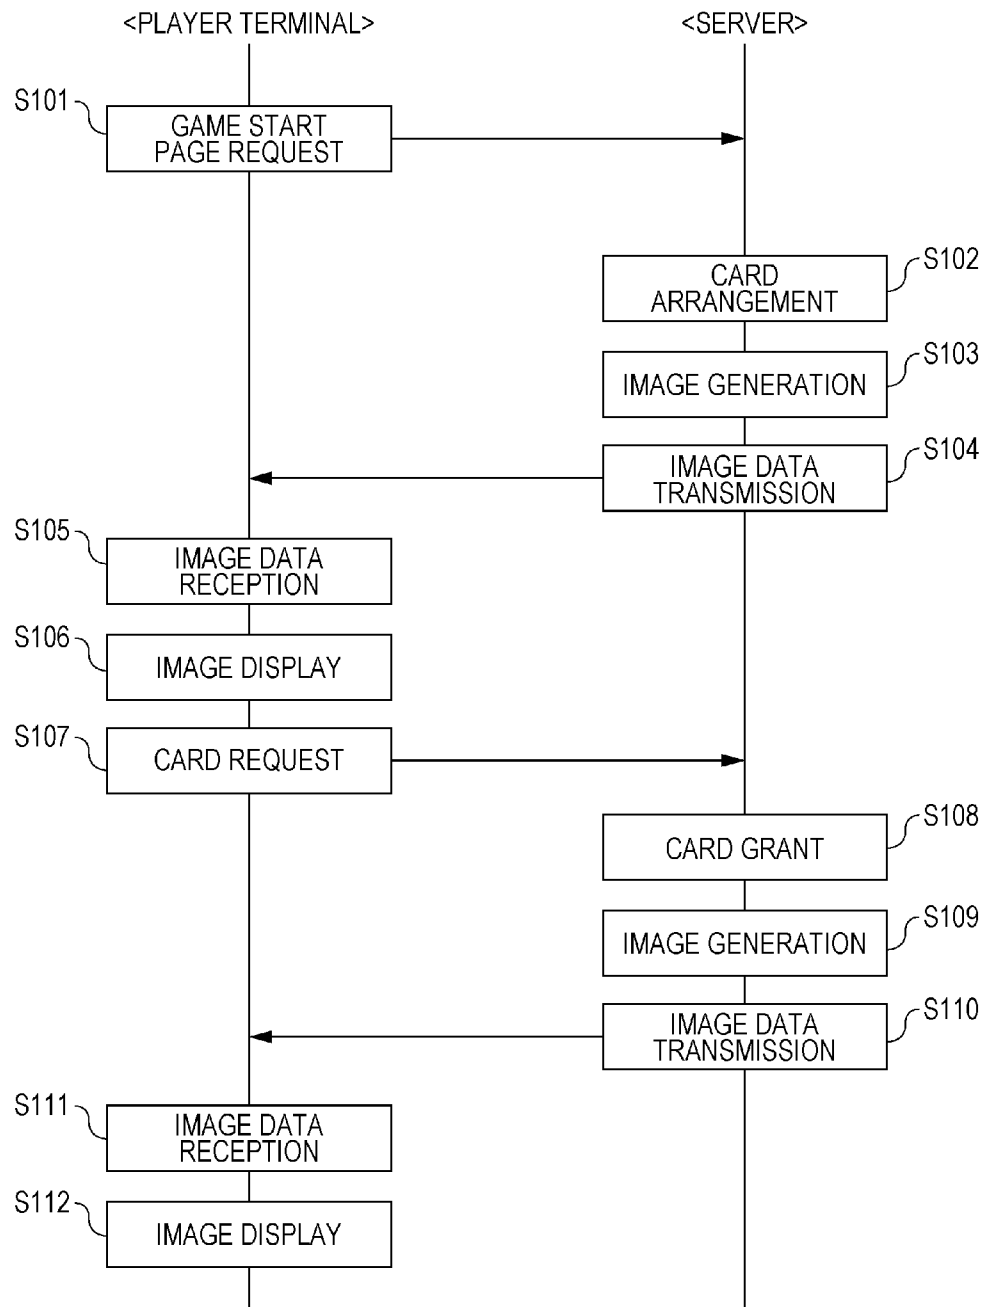 <PLAYER TERMINAL>
<SERVER>
S101
GAME START
PAGE REQUEST
S102
CARD
ARRANGEMENT
S103
IMAGE GENERATION
S104
IMAGE DATA
TRANSMISSION
S105
IMAGE DATA
RECEPTION
S106
IMAGE DISPLAY
S107
CARD REQUEST
S108
CARD GRANT
S109
IMAGE GENERATION
S110
IMAGE DATA
TRANSMISSION
S111
IMAGE DATA
RECEPTION
S112
IMAGE DISPLAY